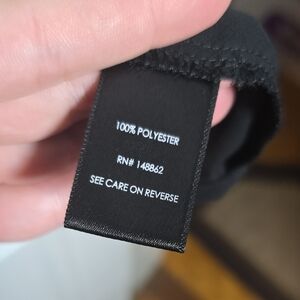 100% POLYESTER
RN# 148862
SEE CARE ON REVERSE